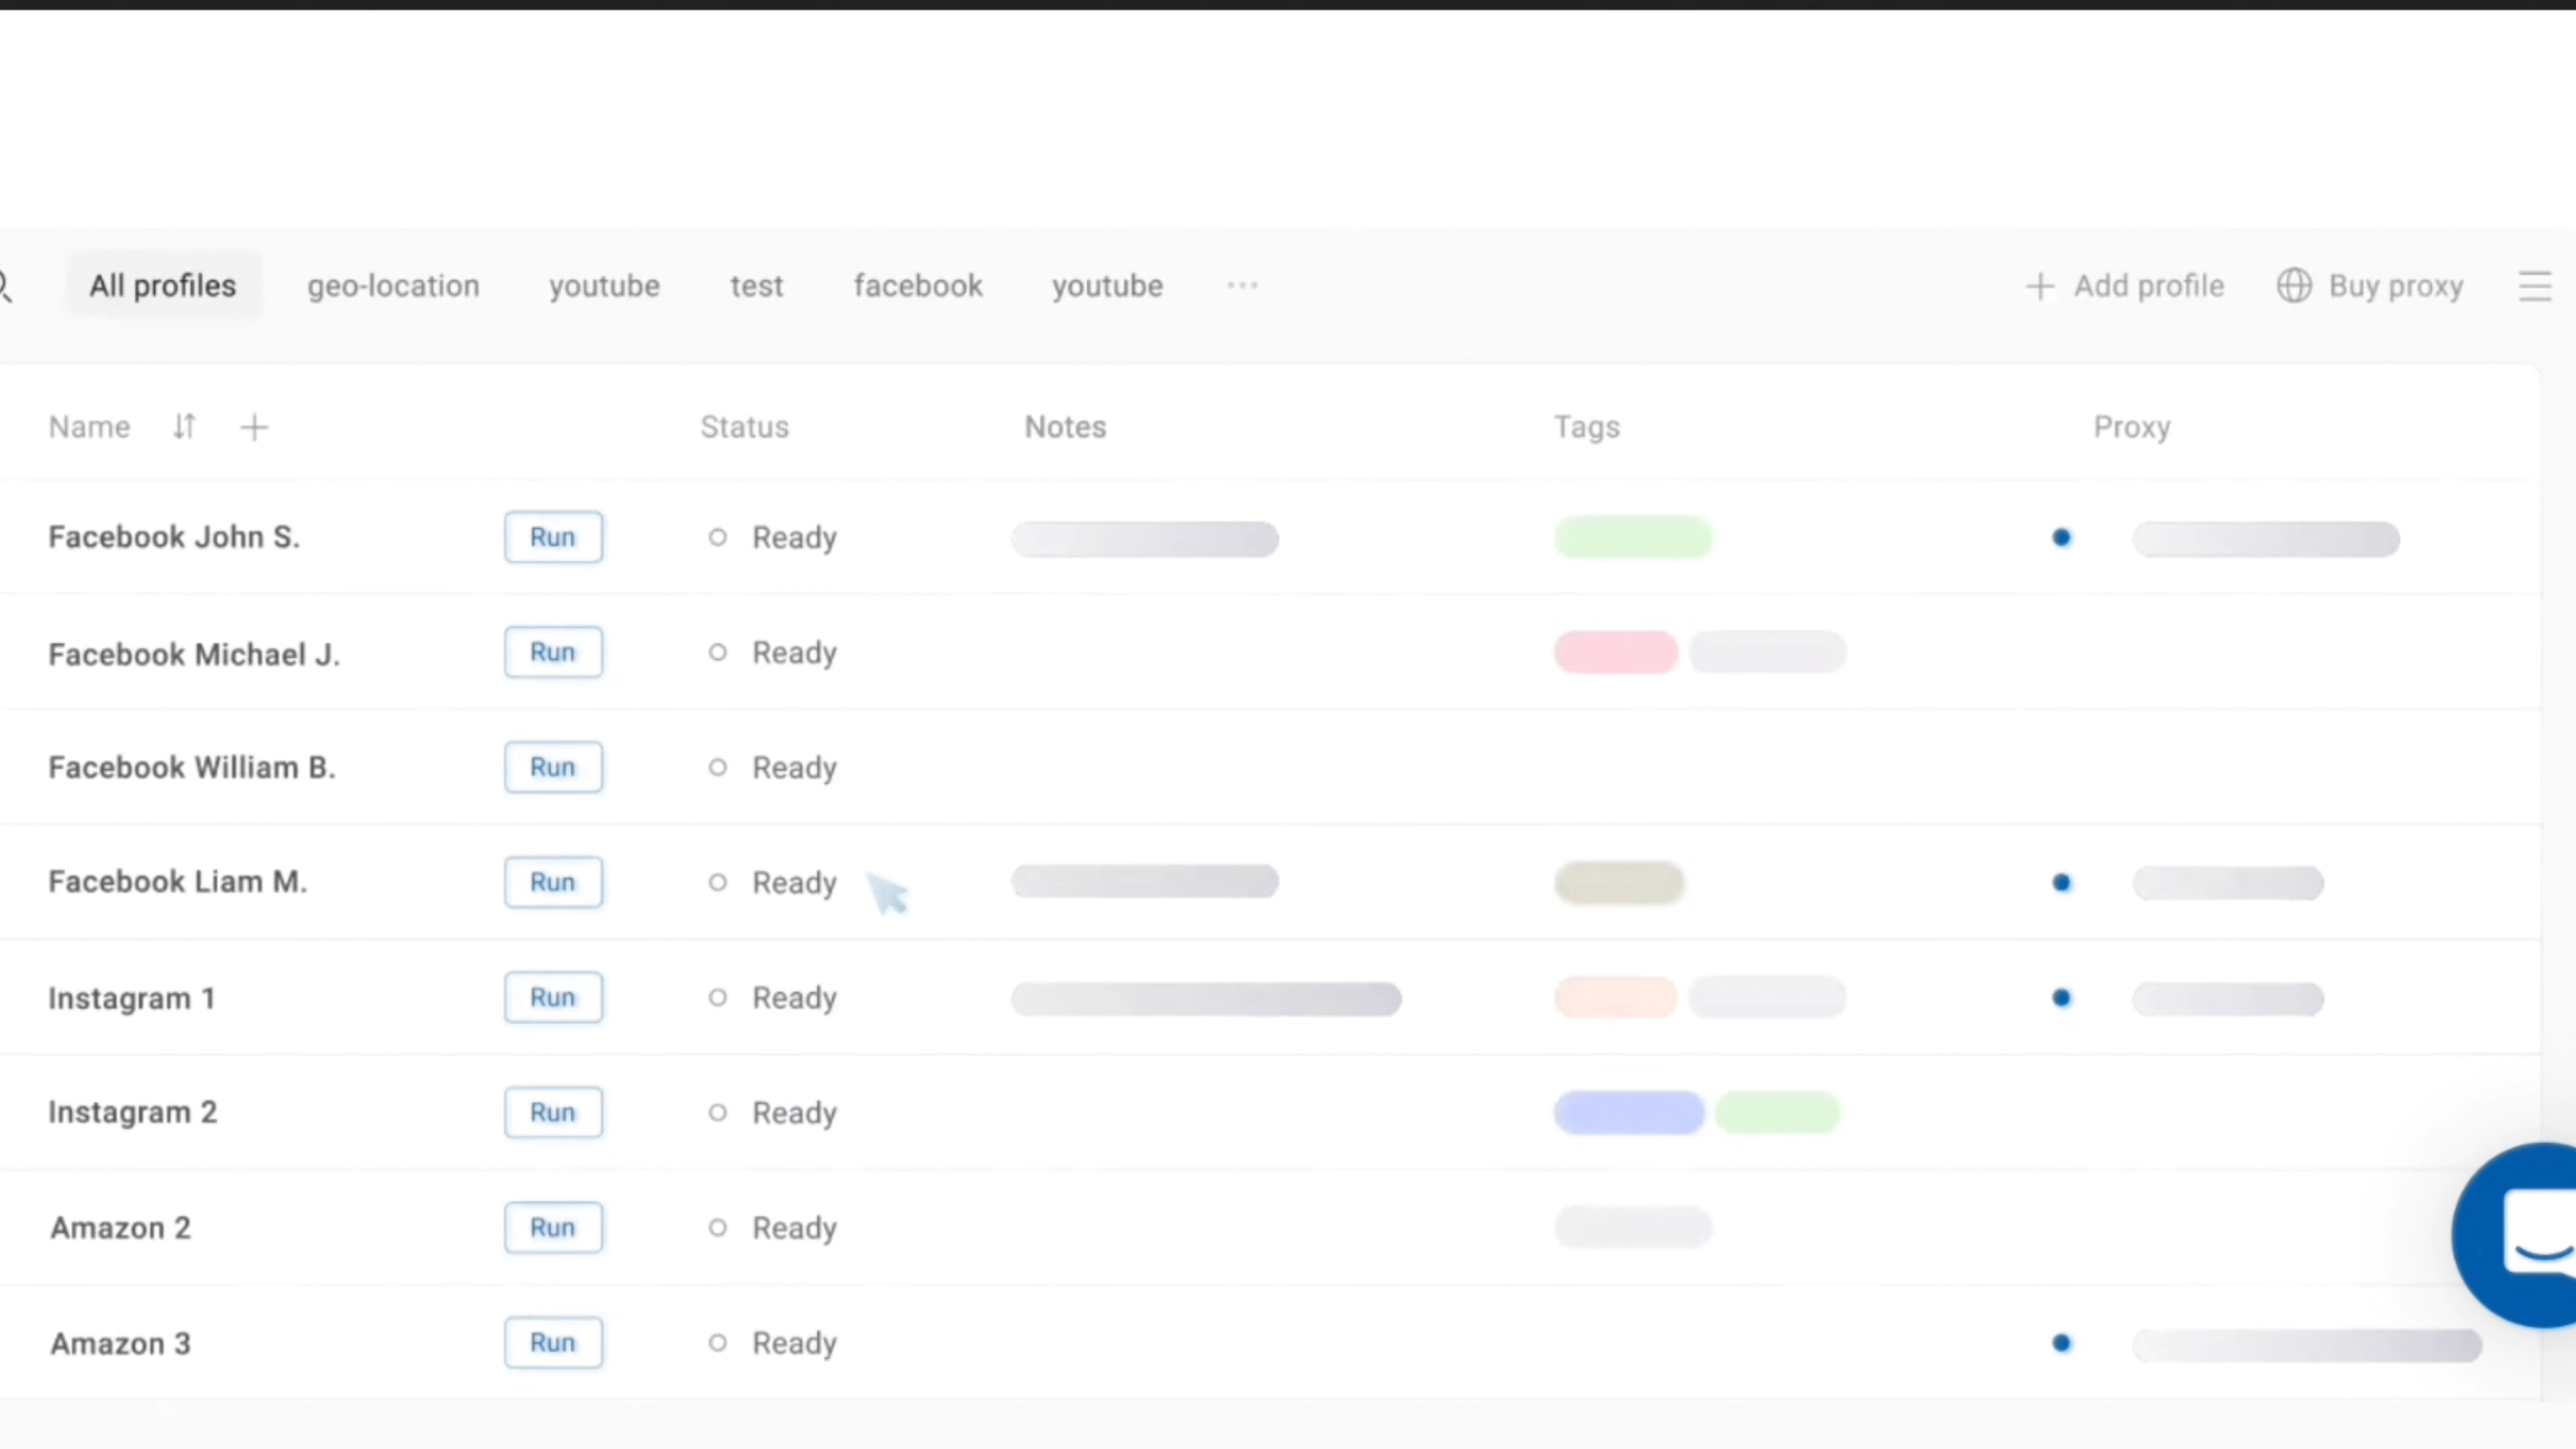 All profiles geo-location youtube test facebook youtube ... + Add profile Buy proxy
Name + Status Notes Tags Proxy
Facebook John S. Run Ready
Facebook Michael J. Run Ready
Facebook William B. Run Ready
Facebook Liam M. Run Ready
Instagram 1 Run Ready
Instagram 2 Run Ready
Amazon 2 Run Ready
Amazon 3 Run Ready